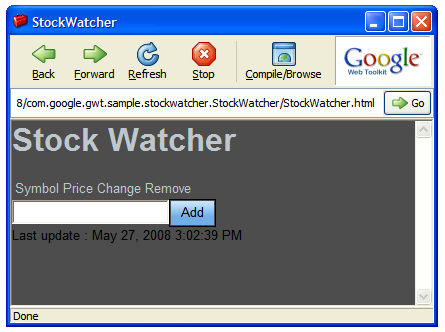 StockWatcher
Back Forward Refresh Stop Compile/Browse Google
Web Toolkit™
8/com.google.gwt.sample.stockwatcher.StockWatcher/StockWatcher.html Go
Stock Watcher
Symbol Price Change Remove
Add
Last update : May 27, 2008 3:02:39 PM
Done